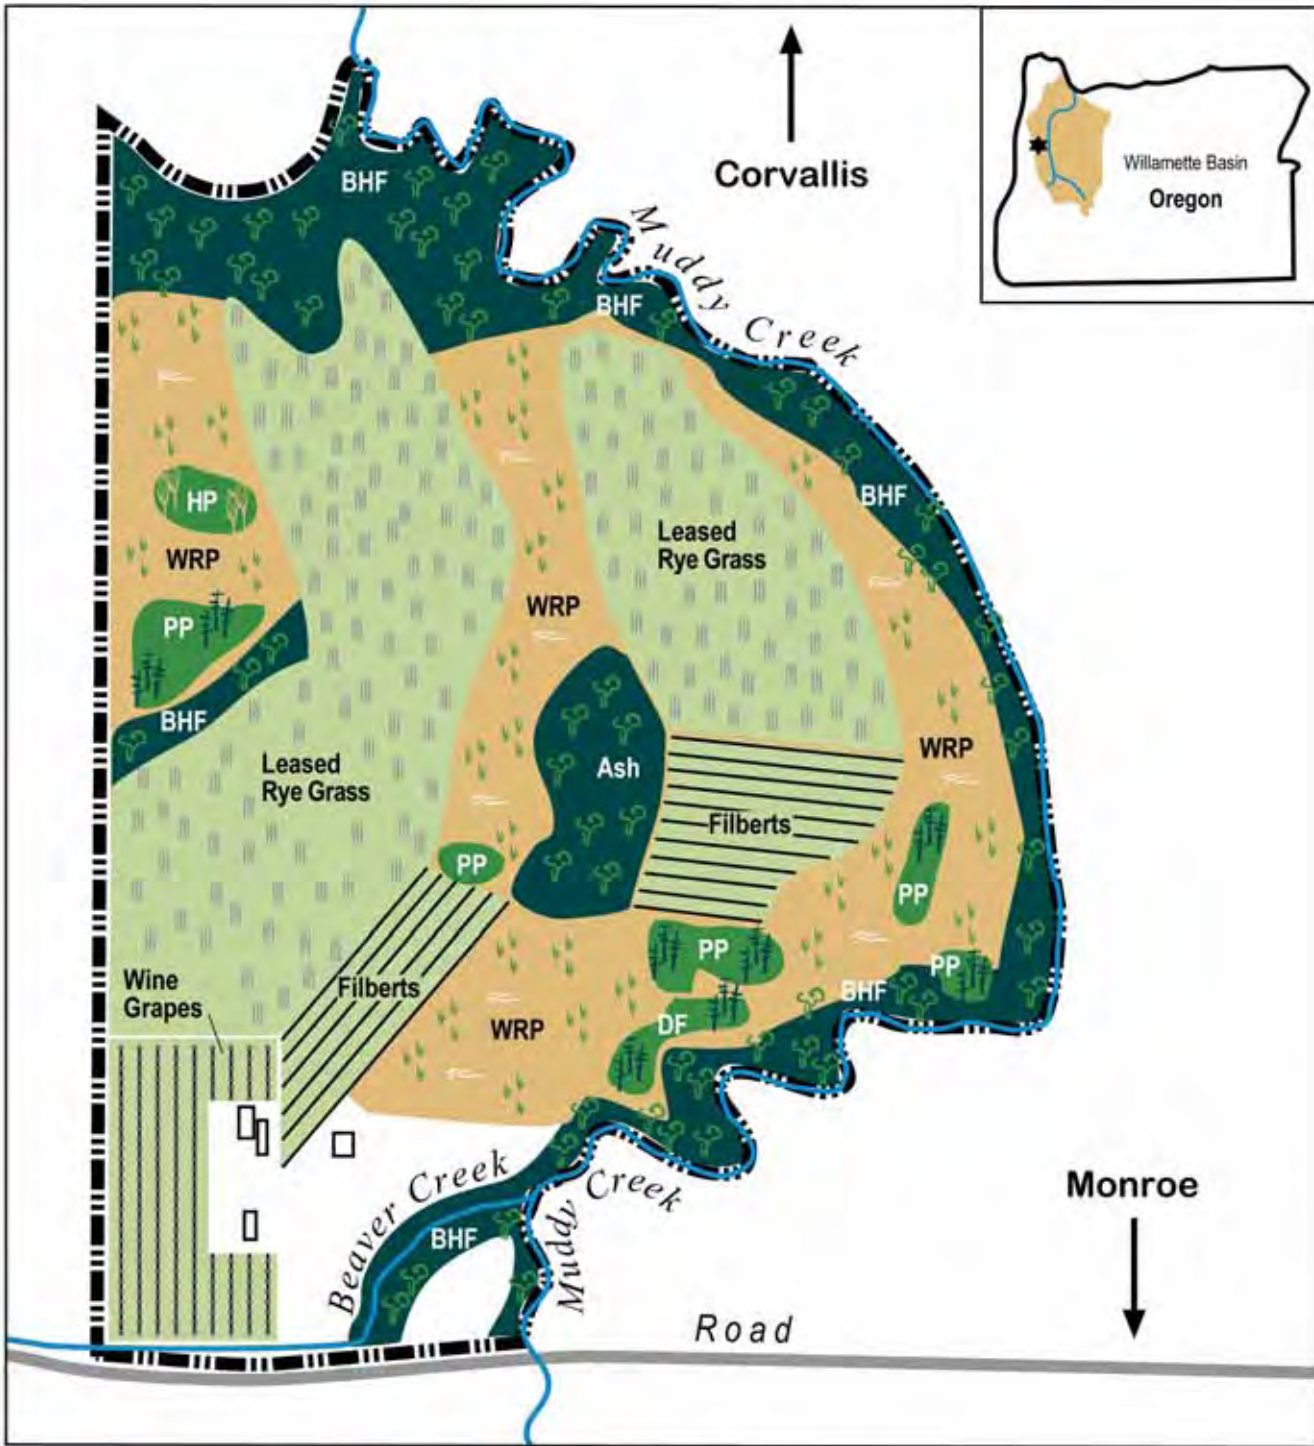 Corvallis
Willamette Basin
Oregon
BHF
Muddy Creek
BHF
BHF
HP
WRP
Leased
Rye Grass
WRP
PP
BHF
WRP
Leased
Rye Grass
Ash
Filberts
PP
PP
PP
PP
BHF
Wine
Grapes
Filberts
WRP
DF
Beaver Creek
BHF
Muddy Creek
Monroe
Road